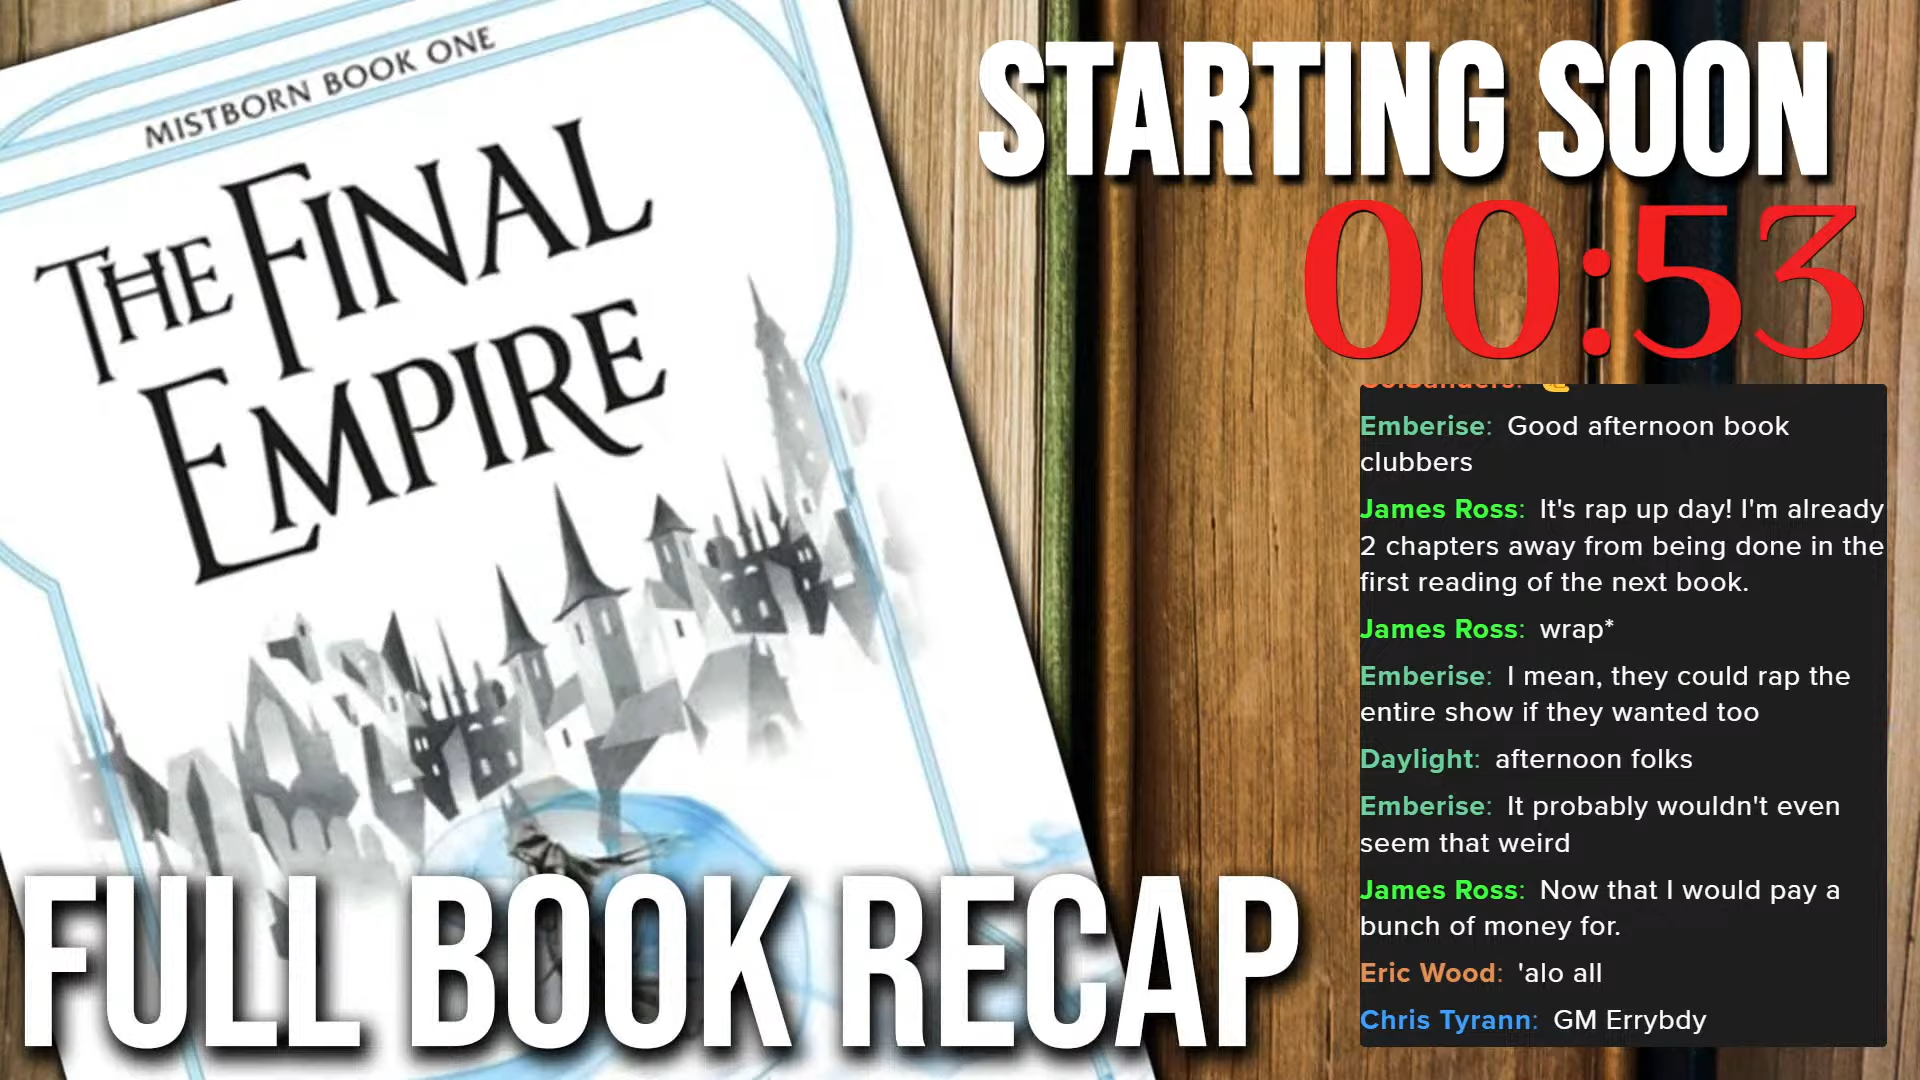 MISTBORN BOOK ONE
THE FINAL
EMPIRE
STARTING SOON
00:53
Emberise: Good afternoon book
clubbers
James Ross: It's rap up day! I'm already
2 chapters away from being done in the
first reading of the next book.
James Ross: wrap*
Emberise: I mean, they could rap the
entire show if they wanted too
Daylight: afternoon folks
Emberise: It probably wouldn't even
seem that weird
James Ross: Now that I would pay a
bunch of money for.
Eric Wood: 'alo all
Chris Tyrann: GM Errybdy
FULL BOOK RECAP